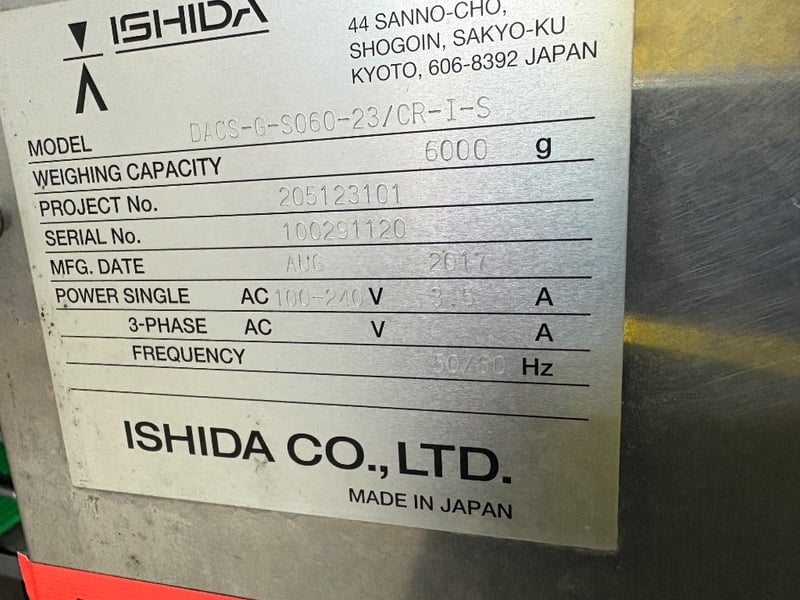 ISHIDA
44 SANNO-CHO,
SHOGOIN, SAKYO-KU
KYOTO, 606-8392 JAPAN
MODEL DACS-G-S060-23/CR-I-S
WEIGHING CAPACITY 6000 g
PROJECT No. 205123101
SERIAL No. 100291120
MFG. DATE AUG 2017
POWER SINGLE AC 100-240 V 3.5 A
3-PHASE AC V A
FREQUENCY 50/60 Hz
ISHIDA CO., LTD.
MADE IN JAPAN